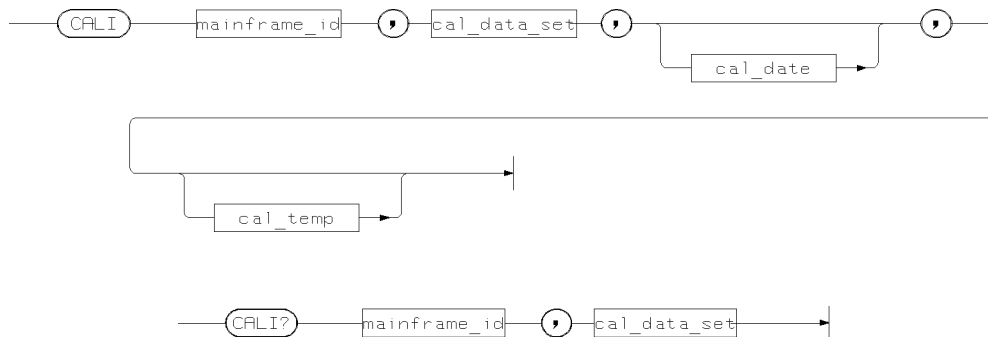 CALI mainframe_id , cal_data_set , cal_date ,
cal_temp
CALI? mainframe_id , cal_data_set